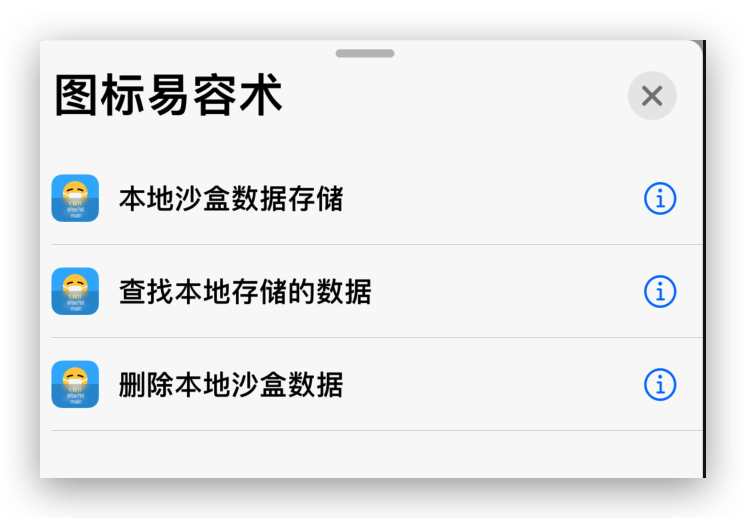 图标易容术
本地沙盒数据存储
查找本地存储的数据
删除本地沙盒数据